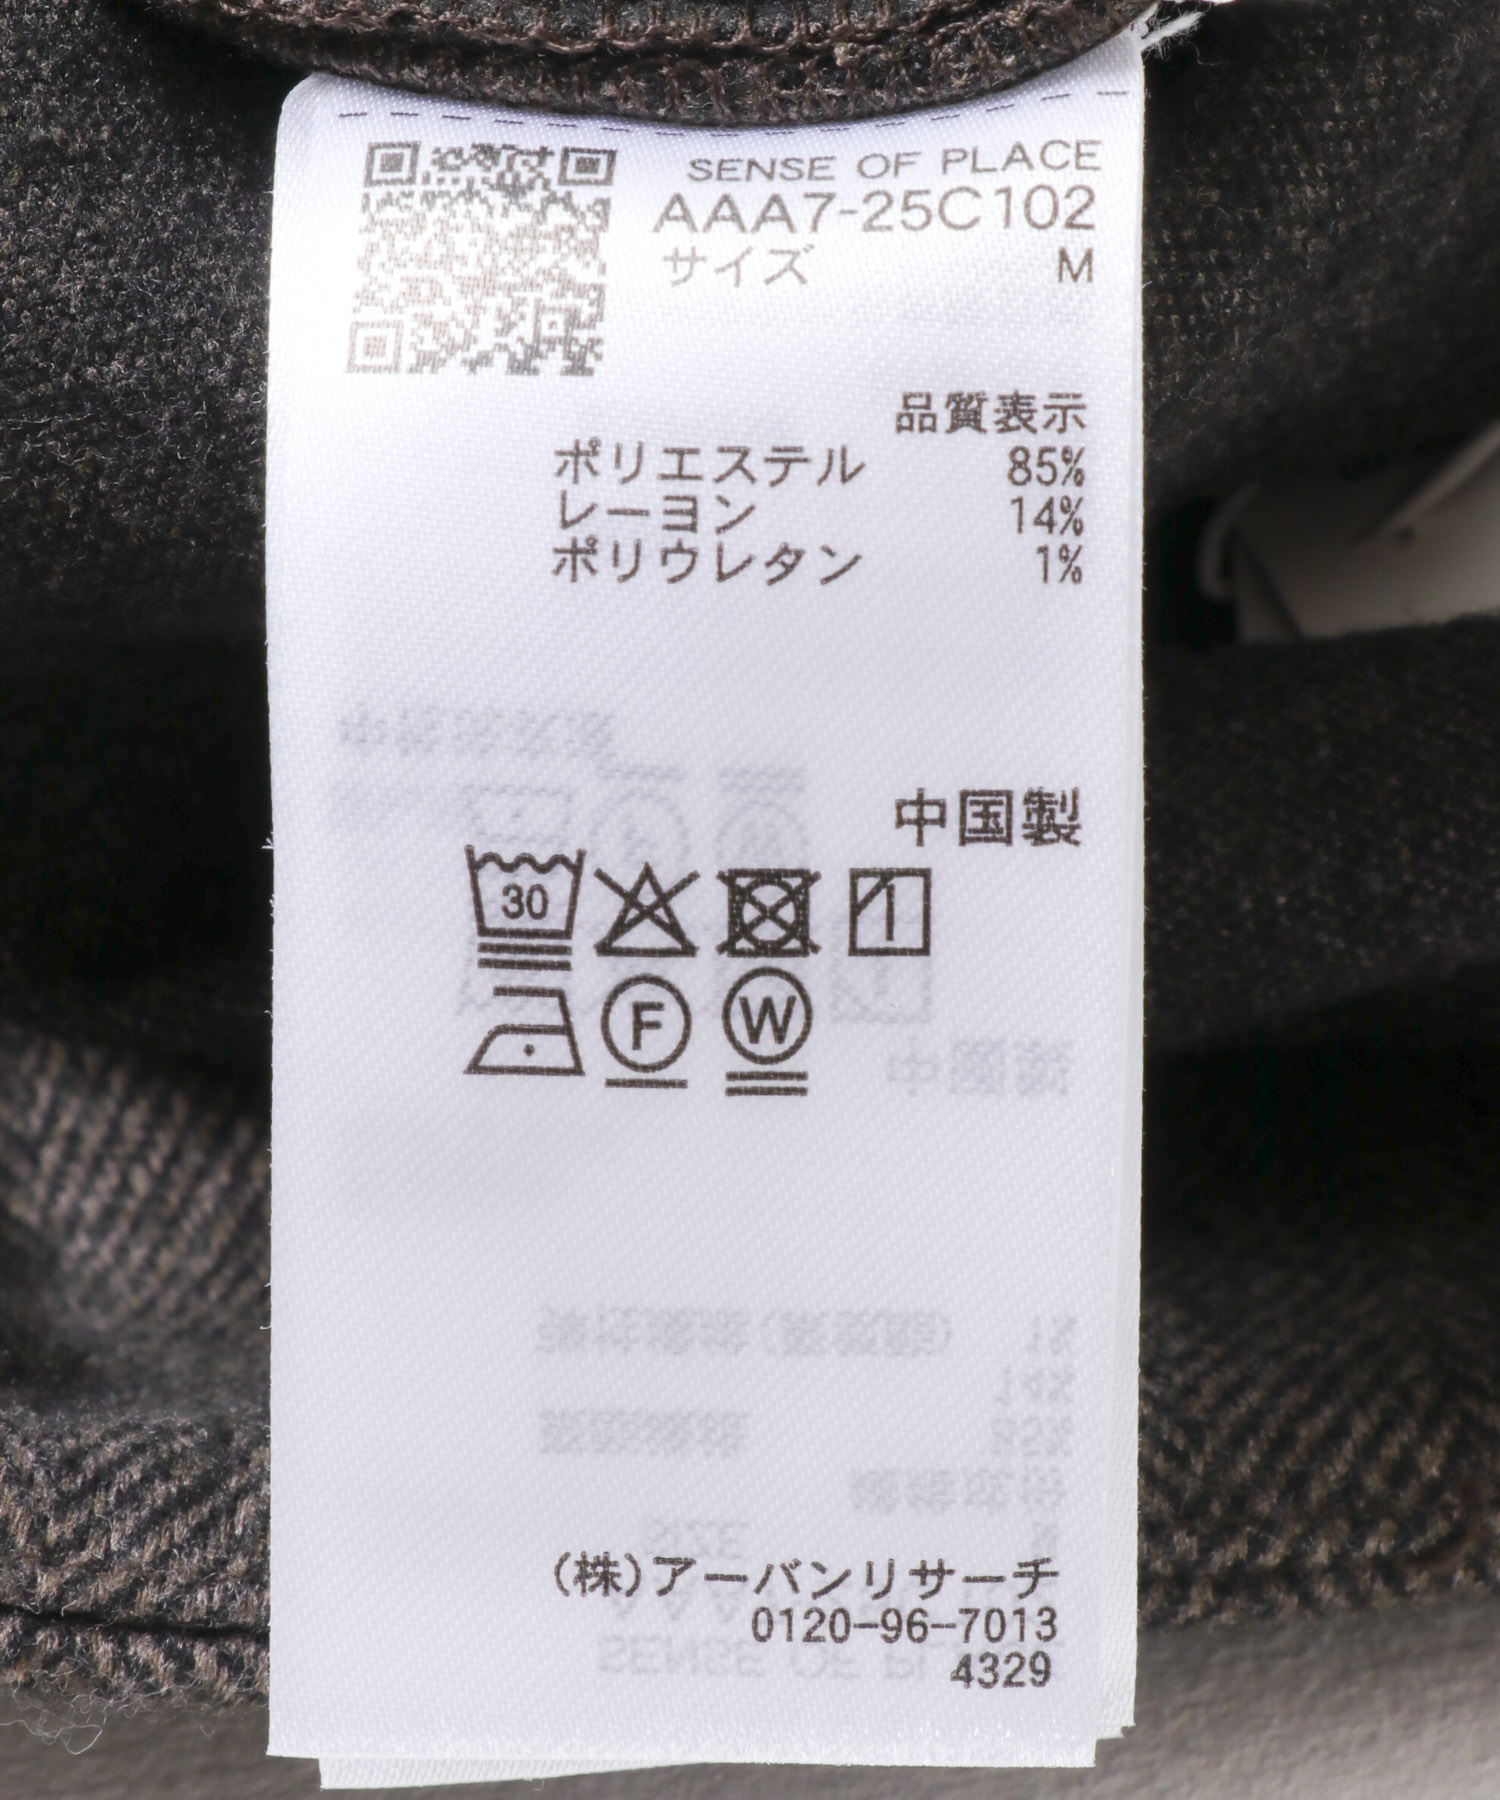 SENSE OF PLACE
AAA7-25C102
サイズ M
品質表示
ポリエステル 85%
レーヨン 14%
ポリウレタン 1%
中国製
30
F W
(株)アーバンリサーチ
0120-96-7013
4329